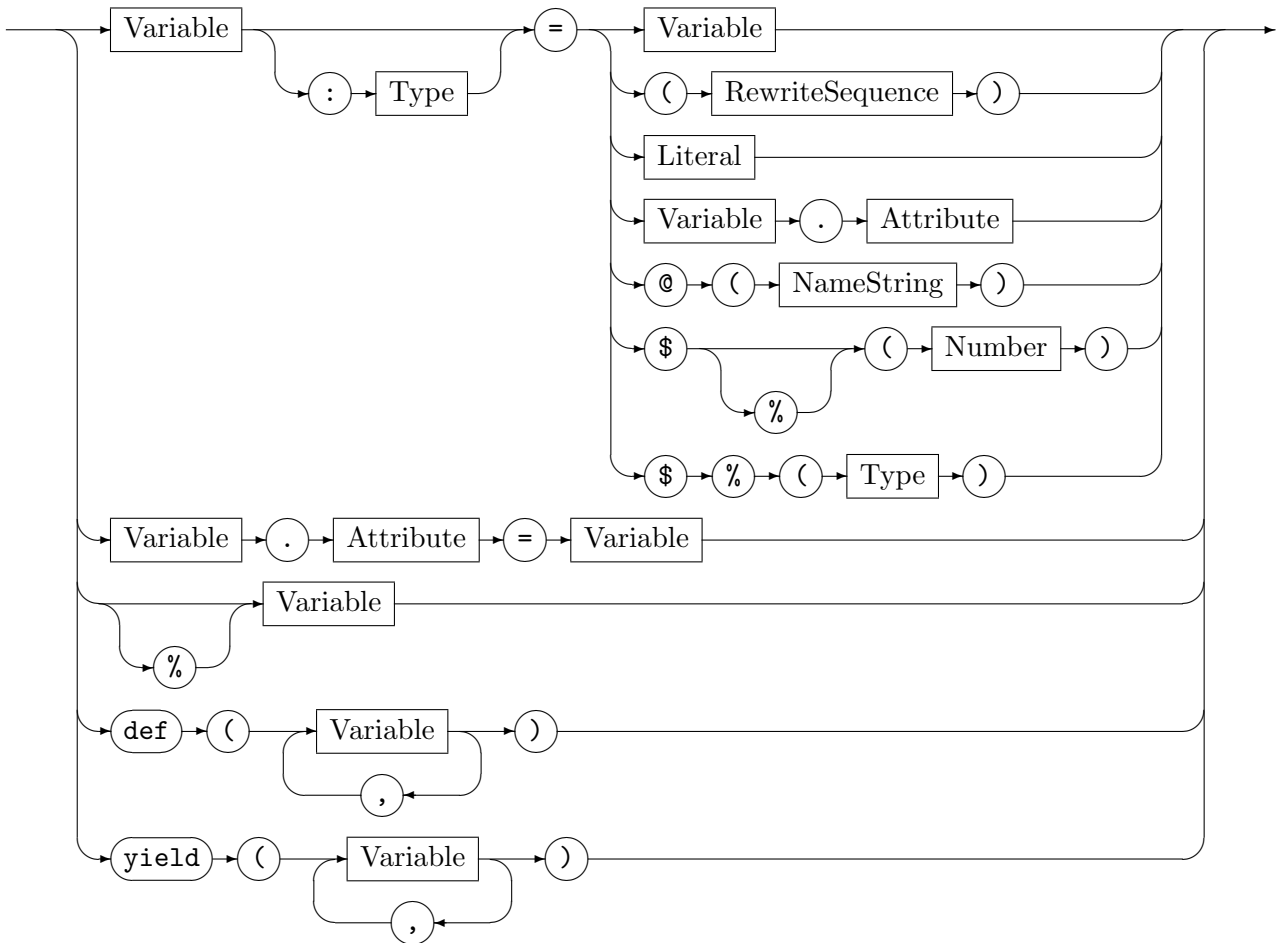 Variable = Variable
: Type ( RewriteSequence )
Literal
Variable . Attribute
@ ( NameString )
$ ( Number )
%
$ % ( Type )
Variable . Attribute = Variable
Variable
%
def ( Variable )
,
yield ( Variable )
,